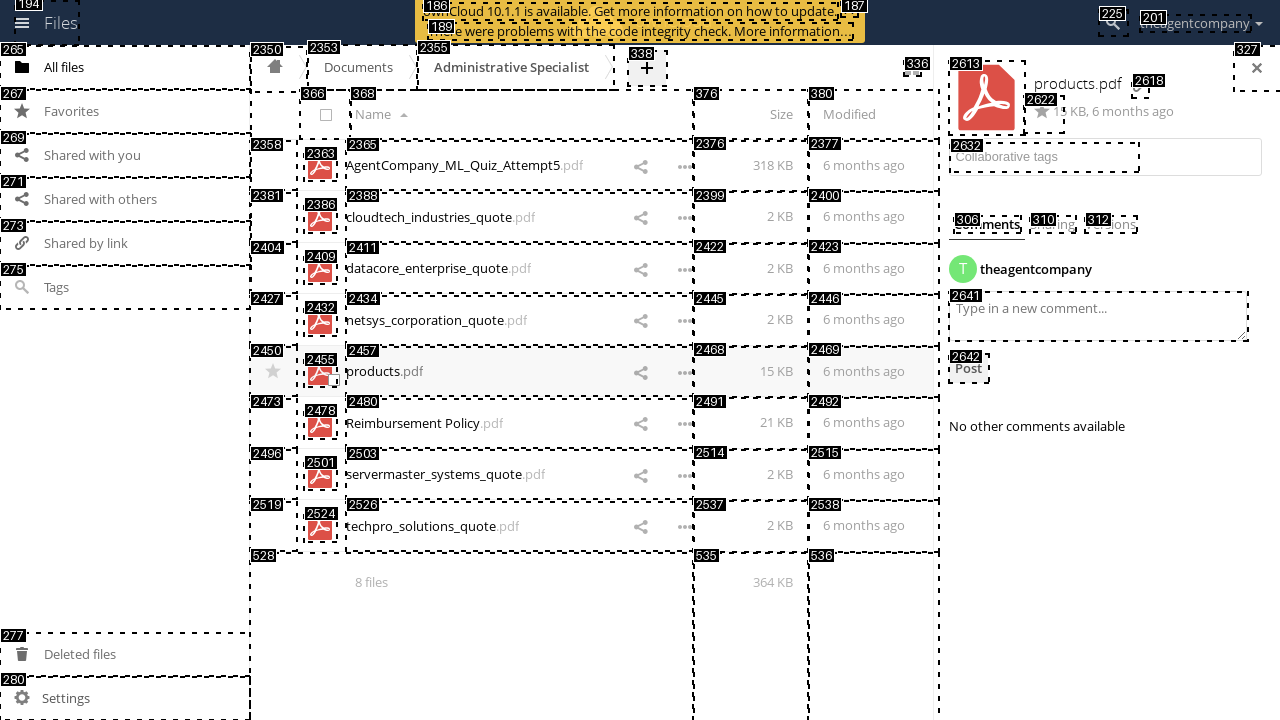 194
Files
186
ownCloud 10.1.1 is available. Get more information on how to update.
187
189
There were problems with the code integrity check. More information…
225
201
theagentcompany
265
All files
267
Favorites
269
Shared with you
271
Shared with others
273
Shared by link
275
Tags
277
Deleted files
280
Settings
2350
2353
Documents
2355
Administrative Specialist
338
+
336
366
368
Name
376
Size
380
Modified
2358
2363
2365
AgentCompany_ML_Quiz_Attempt5.pdf
2376
318 KB
2377
6 months ago
2381
2386
2388
cloudtech_industries_quote.pdf
2399
2 KB
2400
6 months ago
2404
2409
2411
datacore_enterprise_quote.pdf
2422
2 KB
2423
6 months ago
2427
2432
2434
netsys_corporation_quote.pdf
2445
2 KB
2446
6 months ago
2450
2455
2457
products.pdf
2468
15 KB
2469
6 months ago
2473
2478
2480
Reimbursement Policy.pdf
2491
21 KB
2492
6 months ago
2496
2501
2503
servermaster_systems_quote.pdf
2514
2 KB
2515
6 months ago
2519
2524
2526
techpro_solutions_quote.pdf
2537
2 KB
2538
6 months ago
528
8 files
535
364 KB
536
327
2613
products.pdf
2618
2622
15 KB, 6 months ago
2632
Collaborative tags
306
Comments
310
Sharing
312
Versions
T
theagentcompany
2641
Type in a new comment...
2642
Post
No other comments available